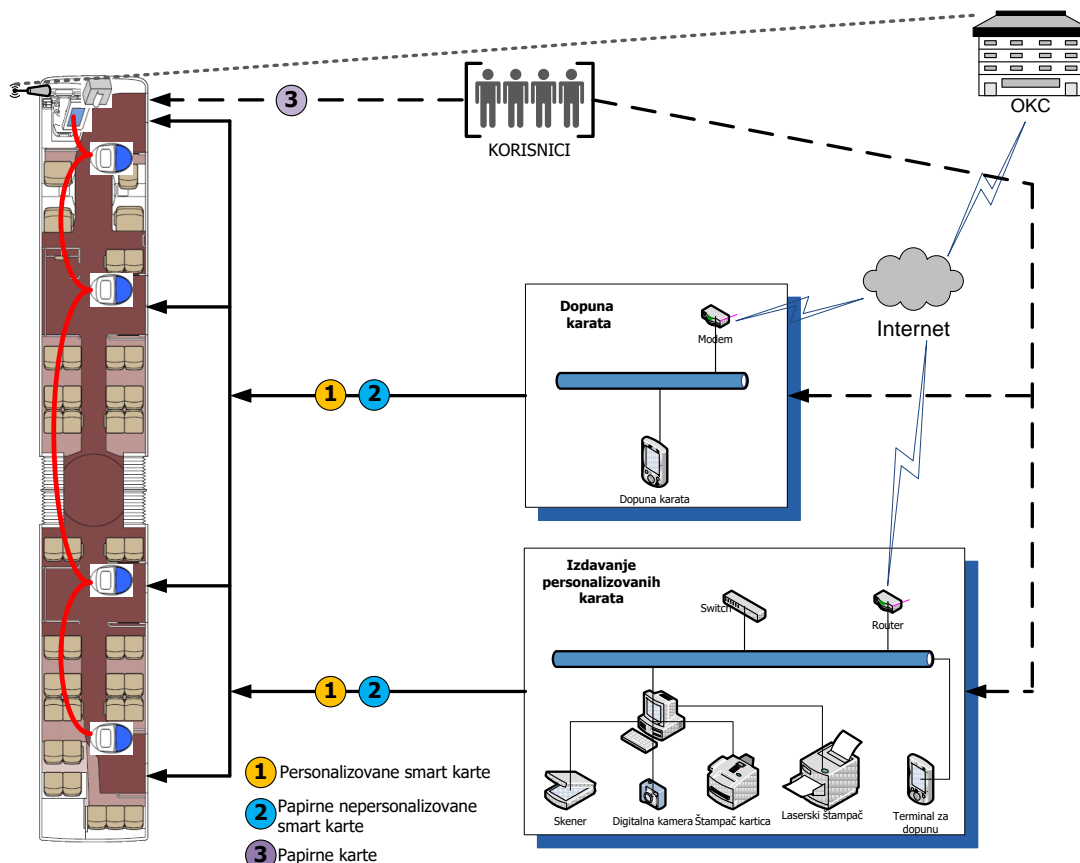 OKC
3
KORISNICI
Internet
Dopuna
karata
Modem
1 2
Dopuna karata
Izdavanje
personalizovanih
karata
Switch
Router
1 2
Skener
Digitalna kamera
Štampač kartica
Laserski štampač
Terminal za
dopunu
1 Personalizovane smart karte
2 Papirne nepersonalizovane
smart karte
3 Papirne karte